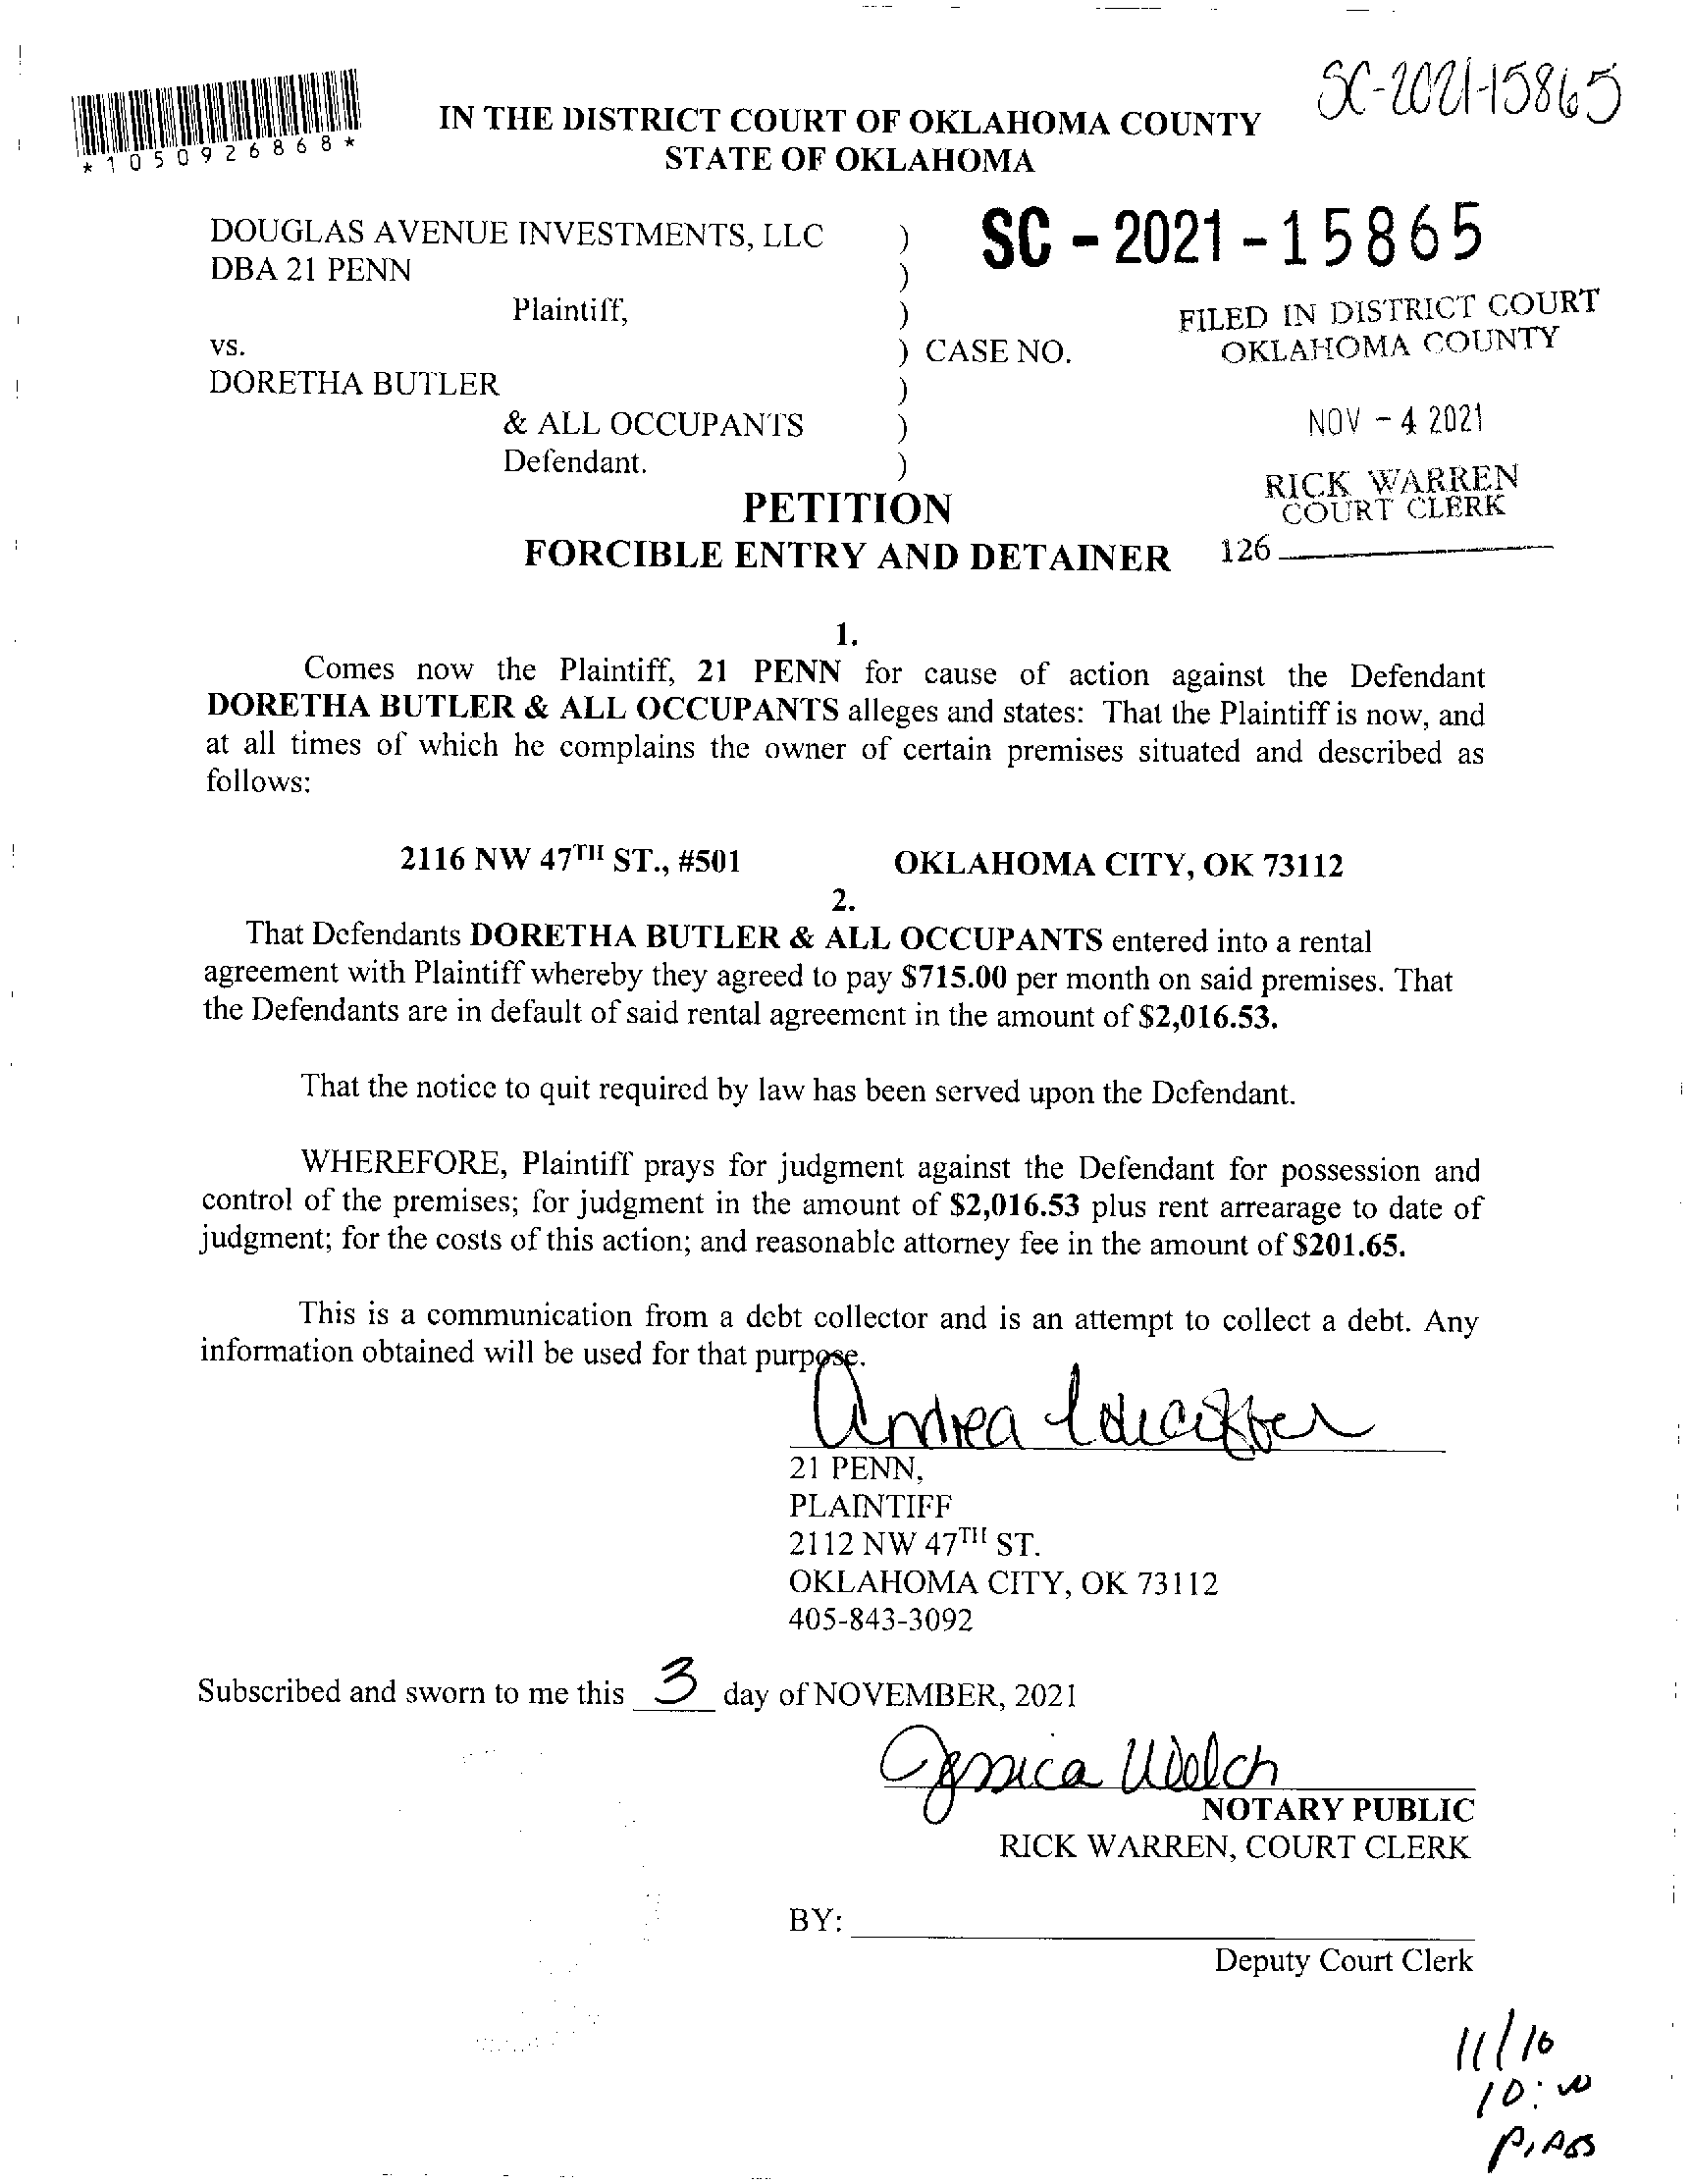 SC-2021-15865
*1050926868*
IN THE DISTRICT COURT OF OKLAHOMA COUNTY
STATE OF OKLAHOMA
DOUGLAS AVENUE INVESTMENTS, LLC )
DBA 21 PENN )
Plaintiff, )
vs. ) CASE NO.
DORETHA BUTLER )
& ALL OCCUPANTS )
Defendant. )
SC - 2021 - 15865
FILED IN DISTRICT COURT
OKLAHOMA COUNTY
NOV - 4 2021
RICK WARREN
COURT CLERK
126
PETITION
FORCIBLE ENTRY AND DETAINER
1.
Comes now the Plaintiff, 21 PENN for cause of action against the Defendant
DORETHA BUTLER & ALL OCCUPANTS alleges and states: That the Plaintiff is now, and
at all times of which he complains the owner of certain premises situated and described as
follows:
2116 NW 47TH ST., #501 OKLAHOMA CITY, OK 73112
2.
That Defendants DORETHA BUTLER & ALL OCCUPANTS entered into a rental
agreement with Plaintiff whereby they agreed to pay $715.00 per month on said premises. That
the Defendants are in default of said rental agreement in the amount of $2,016.53.
That the notice to quit required by law has been served upon the Defendant.
WHEREFORE, Plaintiff prays for judgment against the Defendant for possession and
control of the premises; for judgment in the amount of $2,016.53 plus rent arrearage to date of
judgment; for the costs of this action; and reasonable attorney fee in the amount of $201.65.
This is a communication from a debt collector and is an attempt to collect a debt. Any
information obtained will be used for that purpose.
Andrea
21 PENN,
PLAINTIFF
2112 NW 47TH ST.
OKLAHOMA CITY, OK 73112
405-843-3092
Subscribed and sworn to me this 3 day of NOVEMBER, 2021
Jessica Welch
NOTARY PUBLIC
RICK WARREN, COURT CLERK
BY:
Deputy Court Clerk
11/16